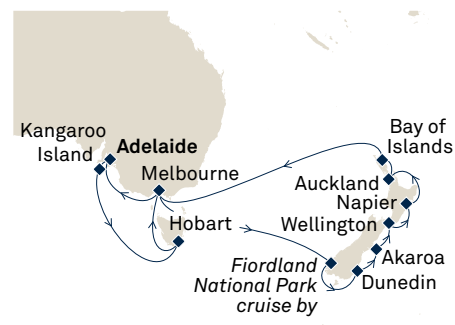 Kangaroo
Island
Adelaide
Melbourne
Hobart
Bay of
Islands
Auckland
Napier
Wellington
Akaroa
Dunedin
Fiordland
National Park
cruise by